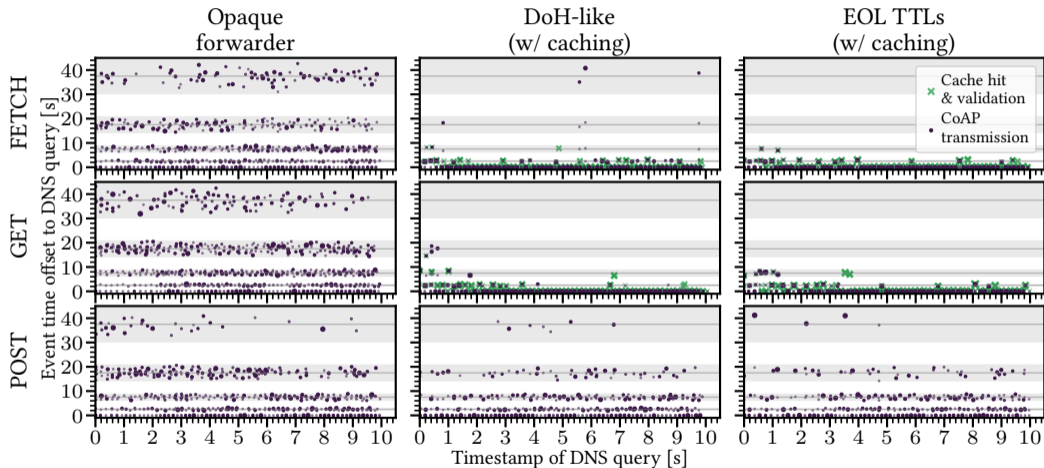 Opaque
forwarder
DoH-like
(w/ caching)
EOL TTLs
(w/ caching)
FETCH
GET
POST
Event time offset to DNS query [s]
40
30
20
10
0
40
30
20
10
0
40
30
20
10
0
Cache hit
& validation
CoAP
transmission
0 1 2 3 4 5 6 7 8 9 10
0 1 2 3 4 5 6 7 8 9 10
0 1 2 3 4 5 6 7 8 9 10
Timestamp of DNS query [s]